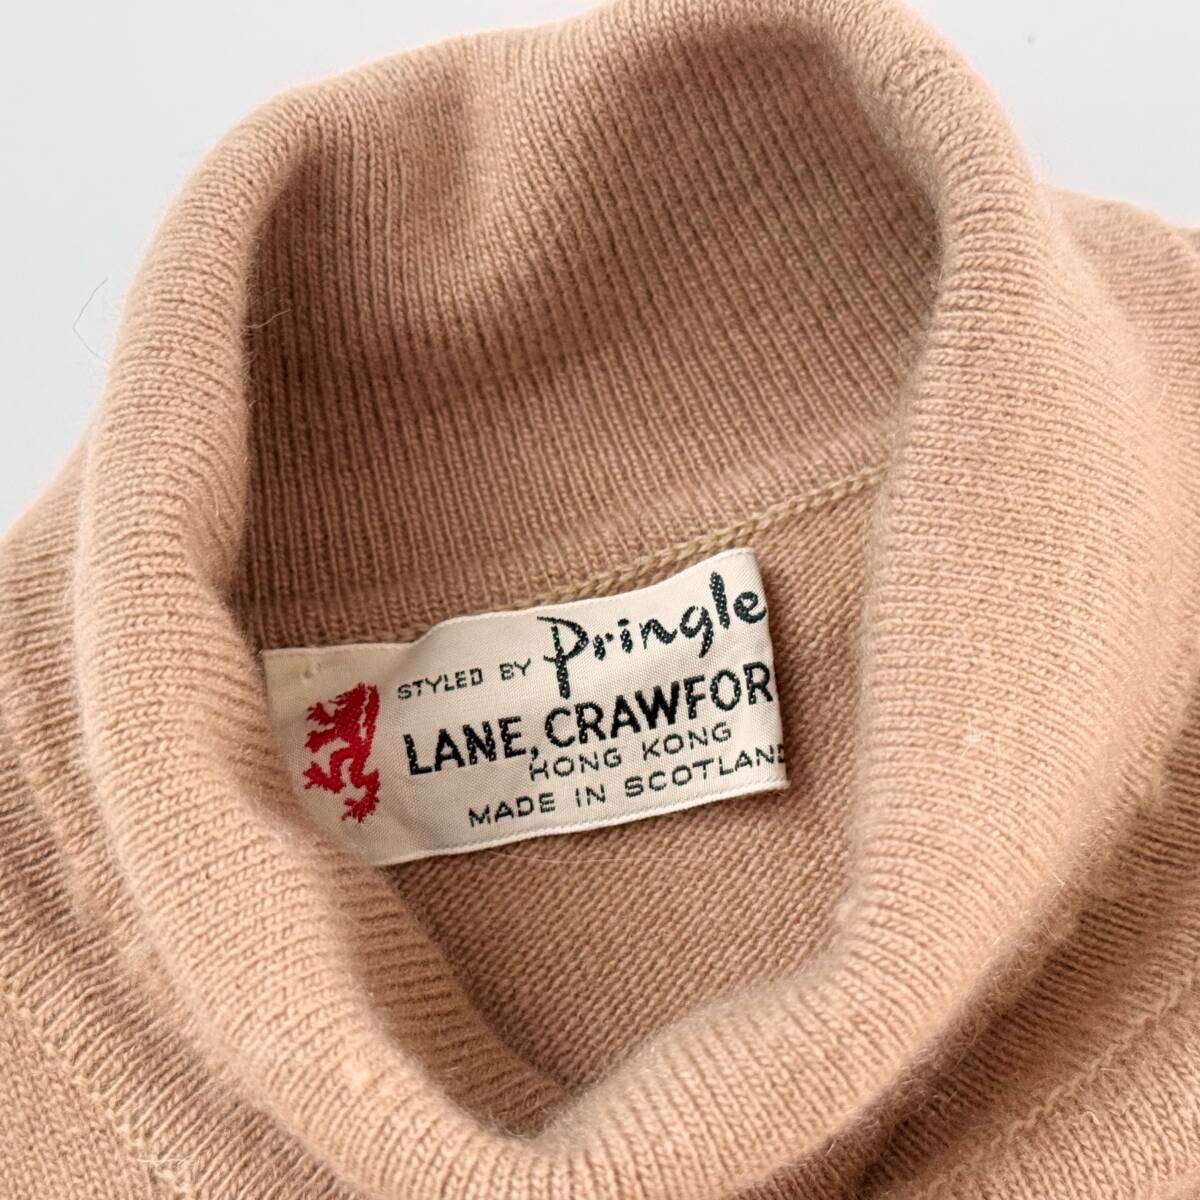 STYLED BY Pringle
LANE, CRAWFOR
HONG KONG
MADE IN SCOTLAND